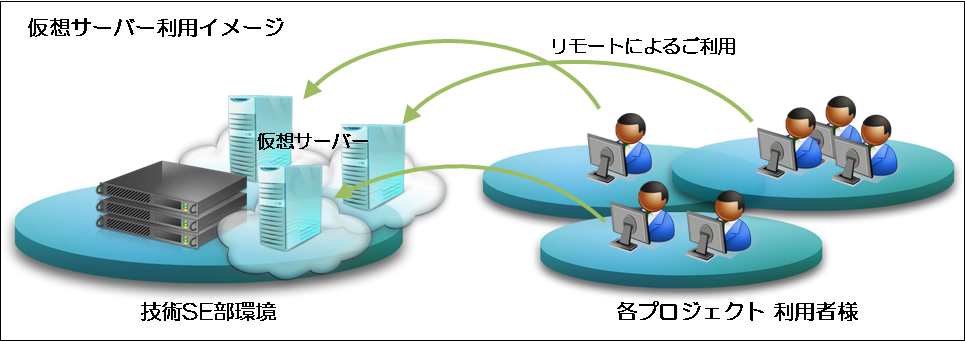 仮想サーバー利用イメージ
リモートによるご利用
仮想サーバー
技術SE部環境
各プロジェクト 利用者様